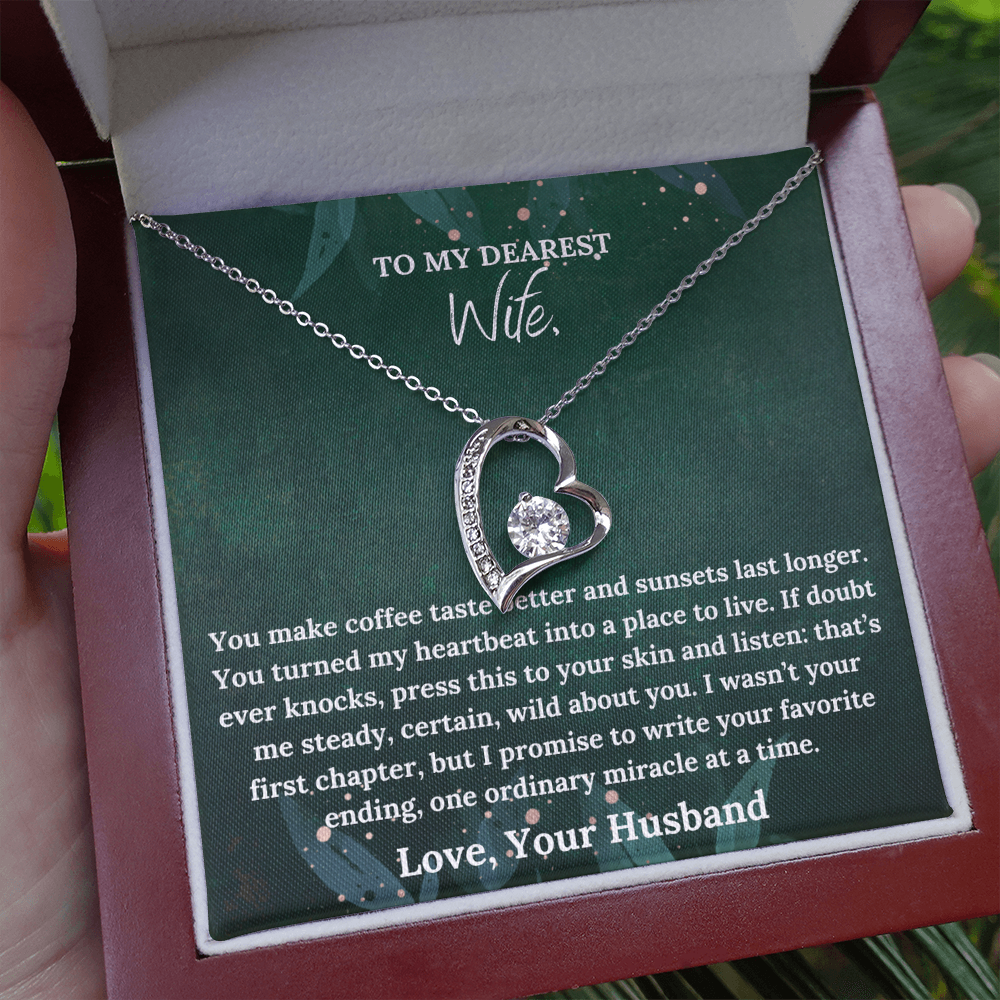 TO MY DEAREST
Wife,
You make coffee taste better and sunsets last longer.
You turned my heartbeat into a place to live. If doubt
ever knocks, press this to your skin and listen: that's
me steady, certain, wild about you. I wasn't your
first chapter, but I promise to write your favorite
ending, one ordinary miracle at a time.
Love, Your Husband